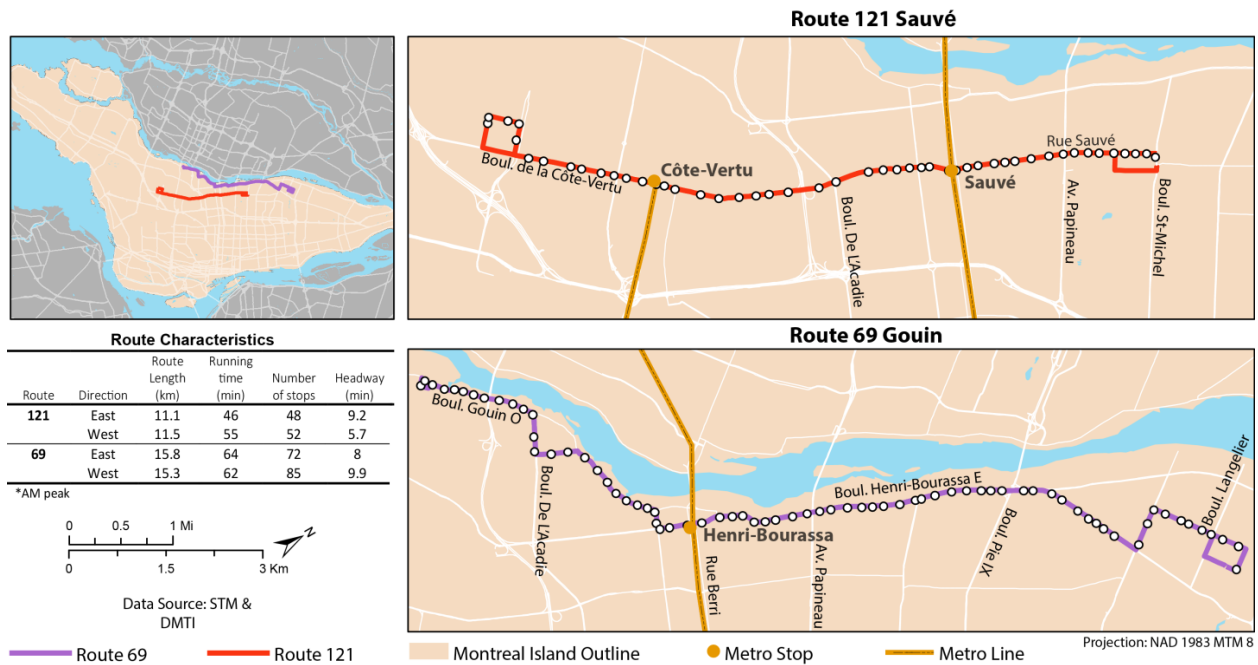 Route 121 Sauvé
Boul. de la Côte-Vertu
Côte-Vertu
Boul. De L'Acadie
Sauvé
Rue Sauvé
Av. Papineau
Boul. St-Michel
Route Characteristics
Route Direction Route Length (km) Running time (min) Number of stops Headway (min)
121 East 11.1 46 48 9.2
West 11.5 55 52 5.7
69 East 15.8 64 72 8
West 15.3 62 85 9.9
*AM peak
0 0.5 1 Mi
0 1.5 3 Km
N
Data Source: STM &
DMTI
Route 69 Gouin
Boul. Gouin O
Boul. De L'Acadie
Henri-Bourassa
Rue Berri
Av. Papineau
Boul. Henri-Bourassa E
Boul. Pie IX
Boul. Langelier
Route 69
Route 121
Montreal Island Outline
Metro Stop
Metro Line
Projection: NAD 1983 MTM 8